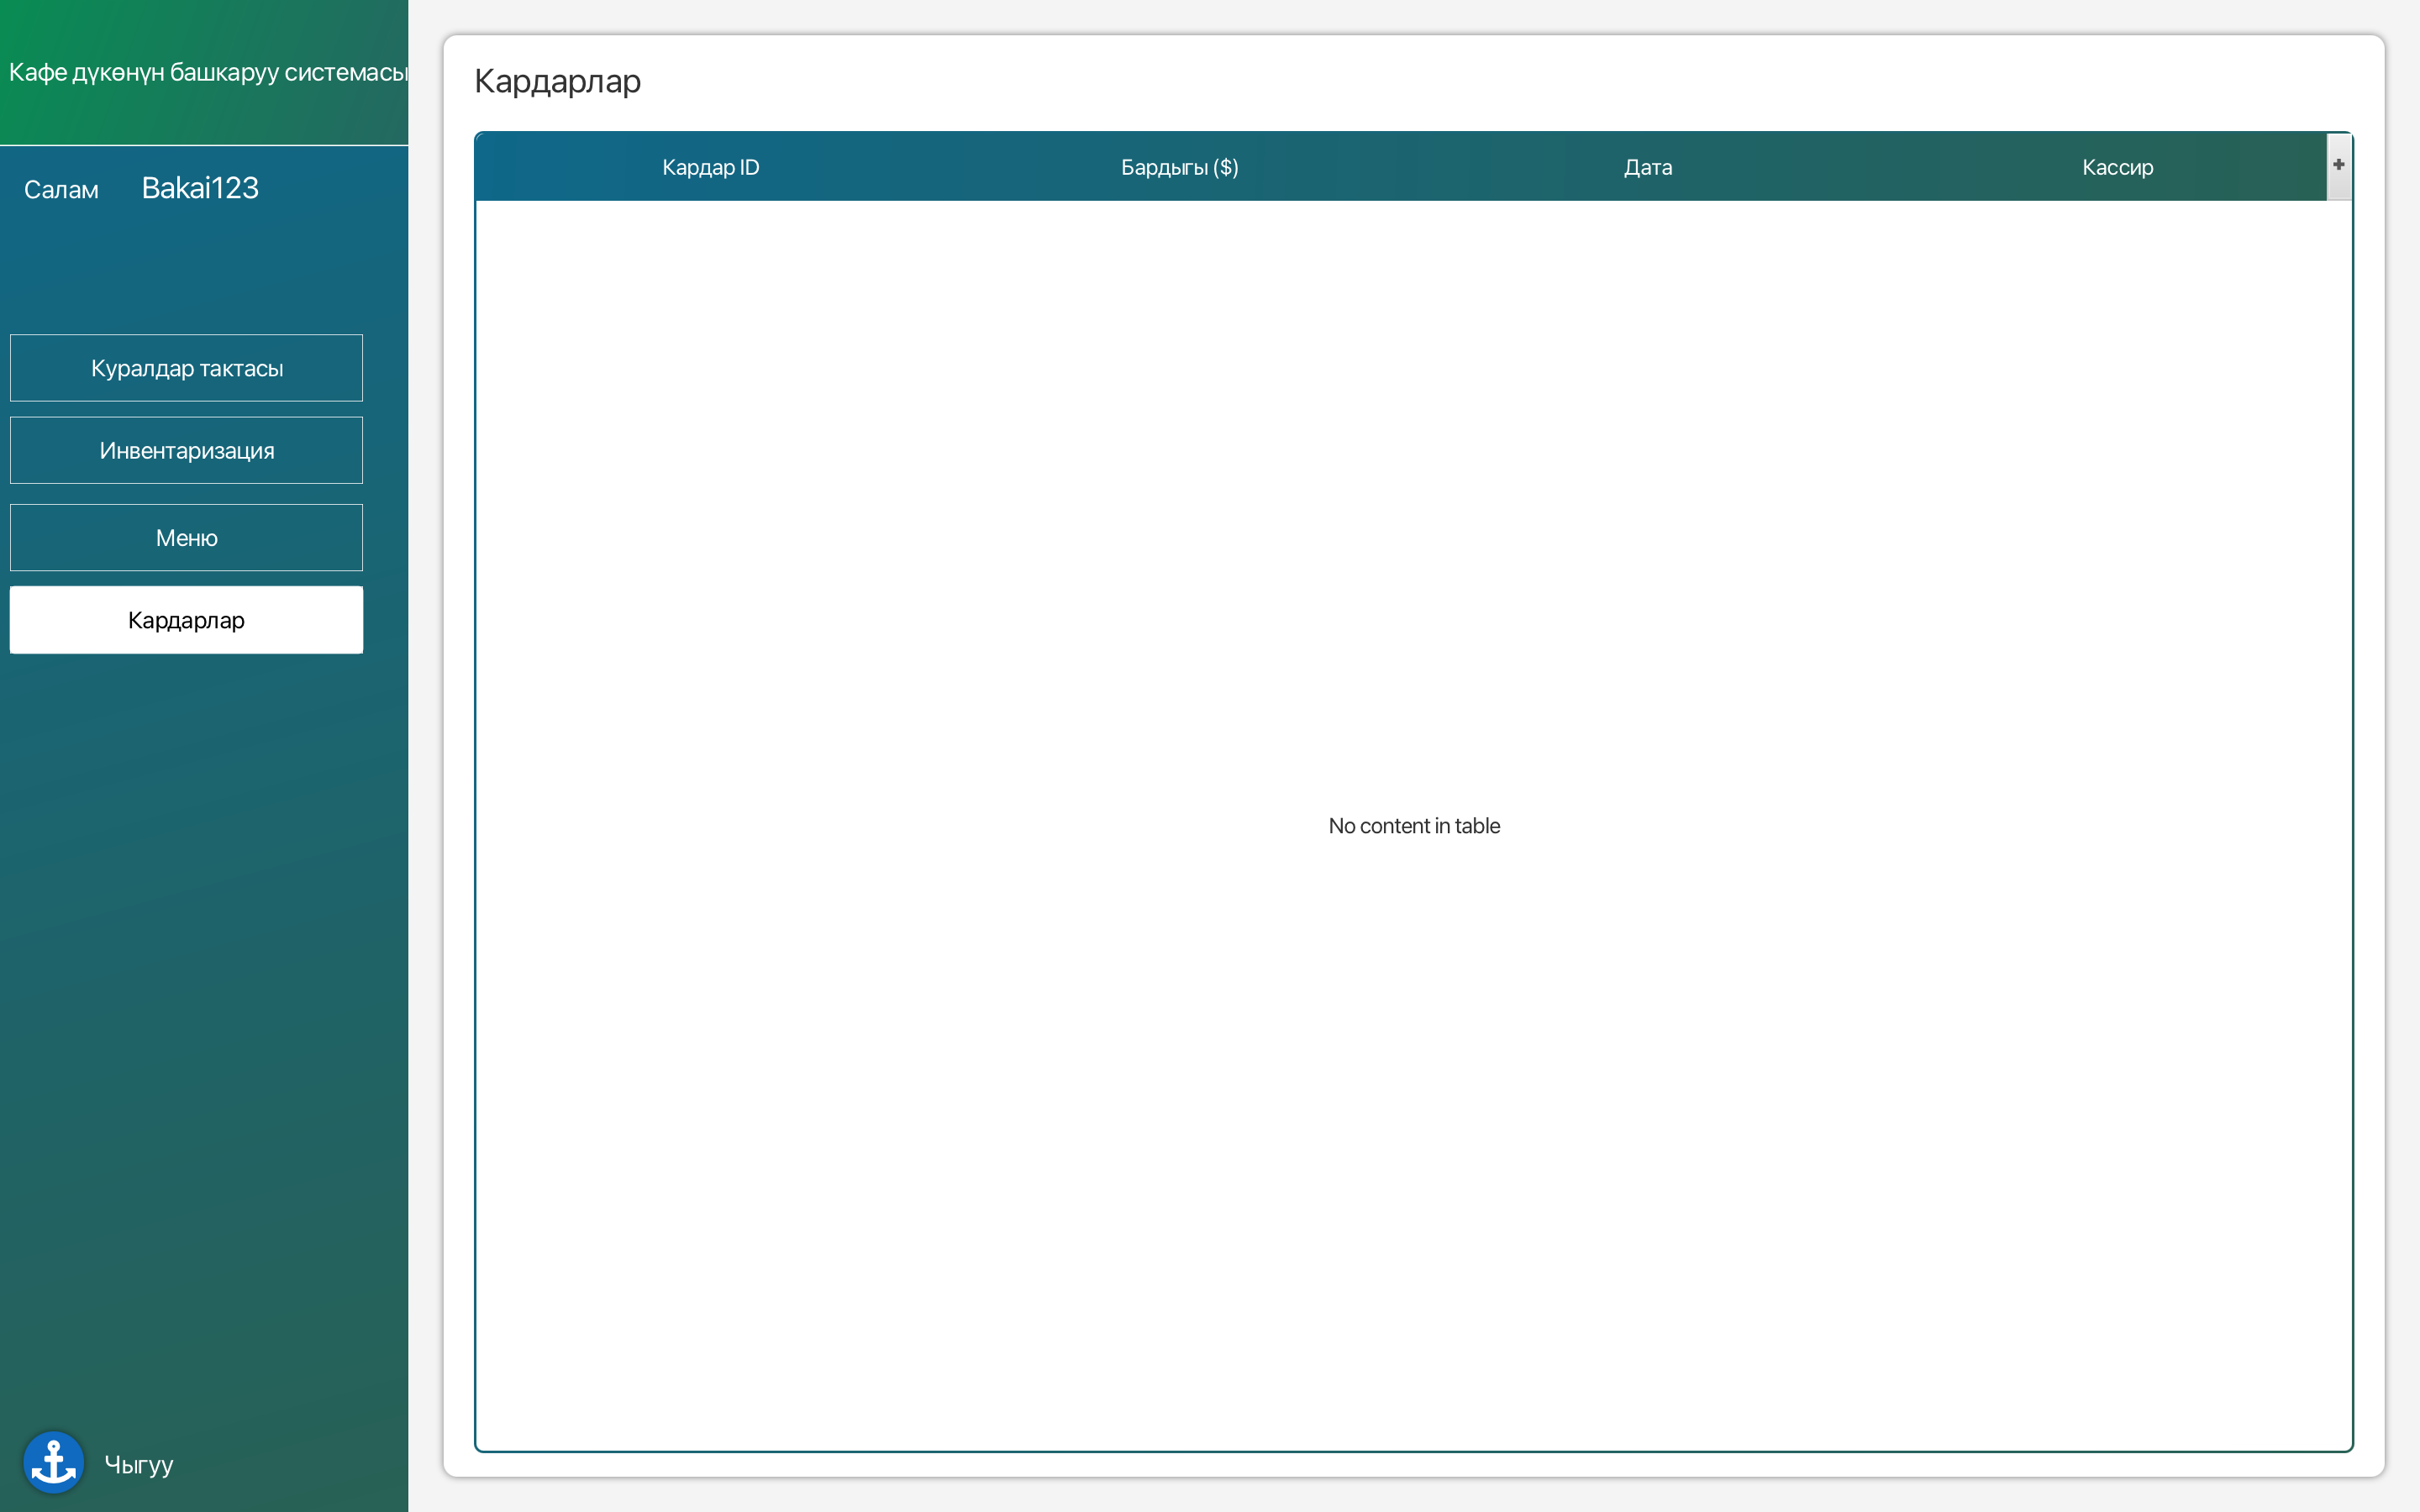 Кафе дүкөнүн башкаруу системасы
Салам Bakai123
Куралдар тактасы
Инвентаризация
Меню
Кардарлар
Чыгуу
Кардарлар
Кардар ID Бардыгы ($) Дата Кассир
No content in table